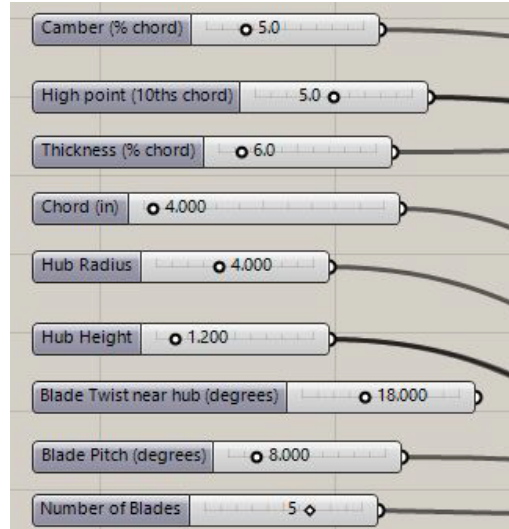 Camber (% chord) 5.0
High point (10ths chord) 5.0
Thickness (% chord) 6.0
Chord (in) 4.000
Hub Radius 4.000
Hub Height 1.200
Blade Twist near hub (degrees) 18.000
Blade Pitch (degrees) 8.000
Number of Blades 5